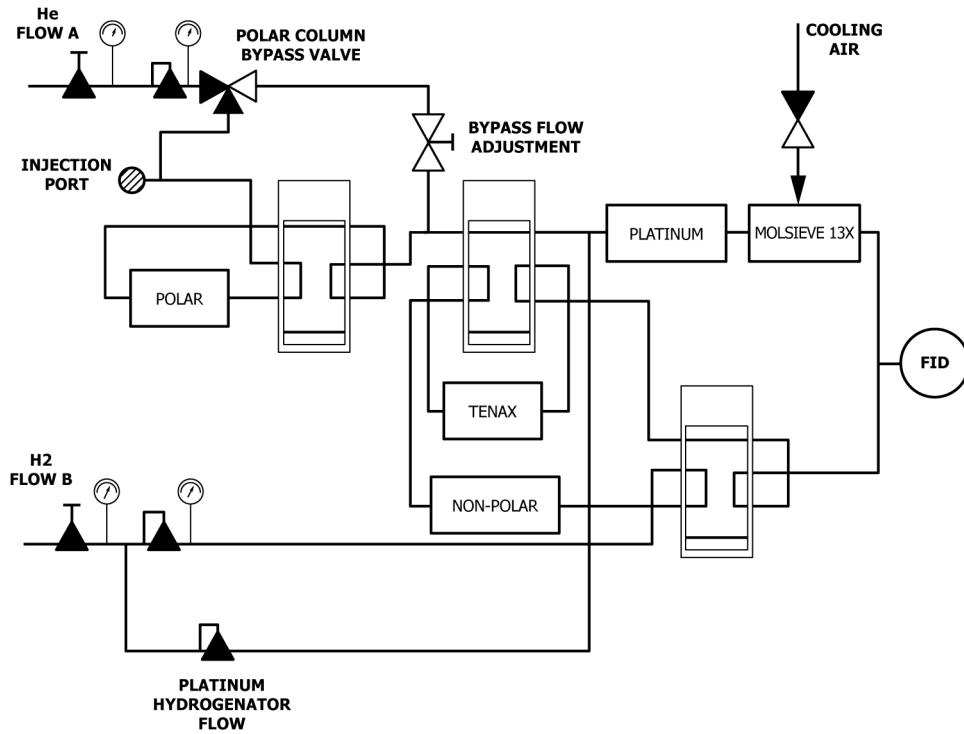 He
FLOW A
POLAR COLUMN
BYPASS VALVE
COOLING
AIR
BYPASS FLOW
ADJUSTMENT
INJECTION
PORT
PLATINUM
MOLSIEVE 13X
POLAR
FID
TENAX
H2
FLOW B
NON-POLAR
PLATINUM
HYDROGENATOR
FLOW